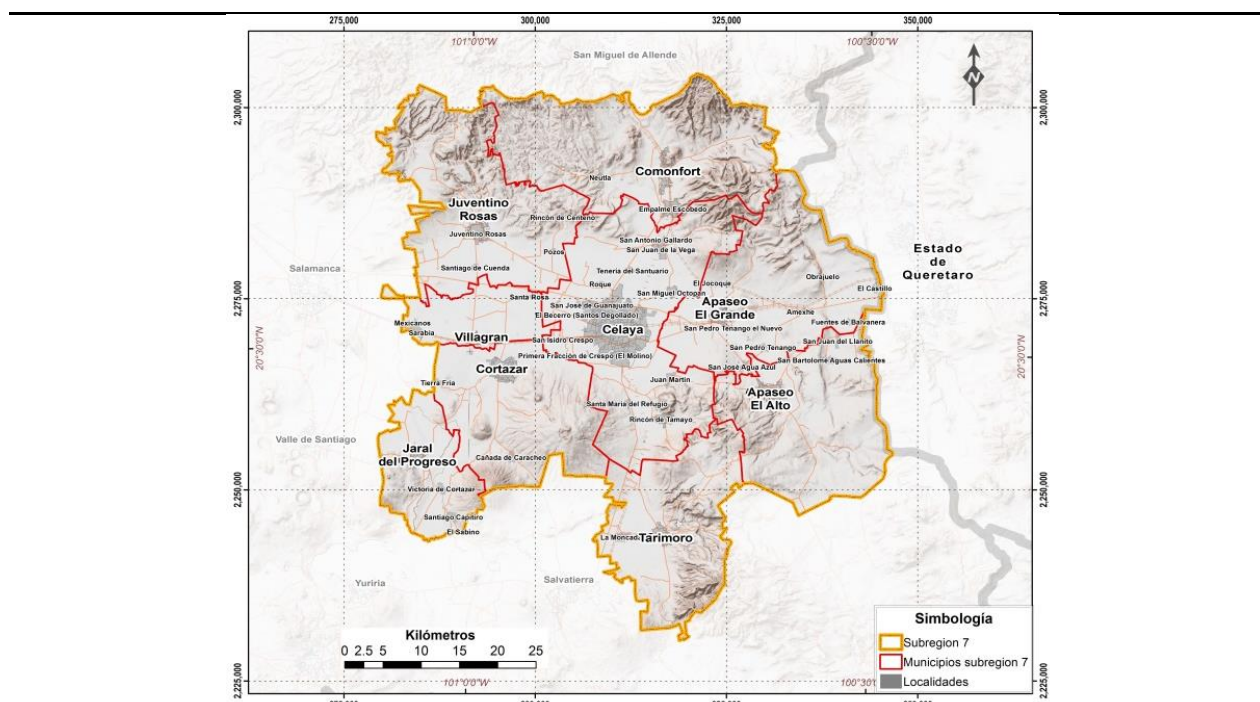 275,000 300,000 325,000 350,000
101°0'0"W 100°30'0"W
San Miguel de Allende
N
2,300,000 2,300,000
Comonfort
Neutla
Juventino
Rosas
Empalme Escobedo
Rincón de Centeno
Juventino Rosas
San Antonio Gallardo
San Juan de la Vega
Pozos
Estado
de
Queretaro
Salamanca
Santiago de Cuenda
Tenería del Santuario
Obrajuelo
Roque
El Jocoque
El Castillo
San Miguel Octopan
2,275,000 2,275,000
Santa Rosa
San José de Guanajuato
Apaseo
El Grande
El Becerro (Santos Degollado)
Amexhe
Mexicanos
Fuentes de Balvanera
Sarabia
Villagran
Celaya
San Pedro Tenango el Nuevo
San Isidro Crespo
San Juan del Llanito
San Pedro Tenango
20°30'0"N 20°30'0"N
Primera Fracción de Crespo (El Molino)
San Bartolome Aguas Calientes
Cortazar
San José Agua Azul
Tierra Fría
Juan Martín
Apaseo
El Alto
Santa María del Refugio
Rincón de Tamayo
Valle de Santiago
Jaral
del Progreso
Cañada de Caracheo
Victoria de Cortazar
2,250,000 2,250,000
Santiago Capitiro
El Sabino
La Moncad
Tarimoro
Yuriria
Salvatierra
Kilómetros
0 2.5 5 10 15 20 25
Simbología
Subregion 7
Municipios subregion 7
Localidades
2,225,000 2,225,000
101°0'0"W 100°30'